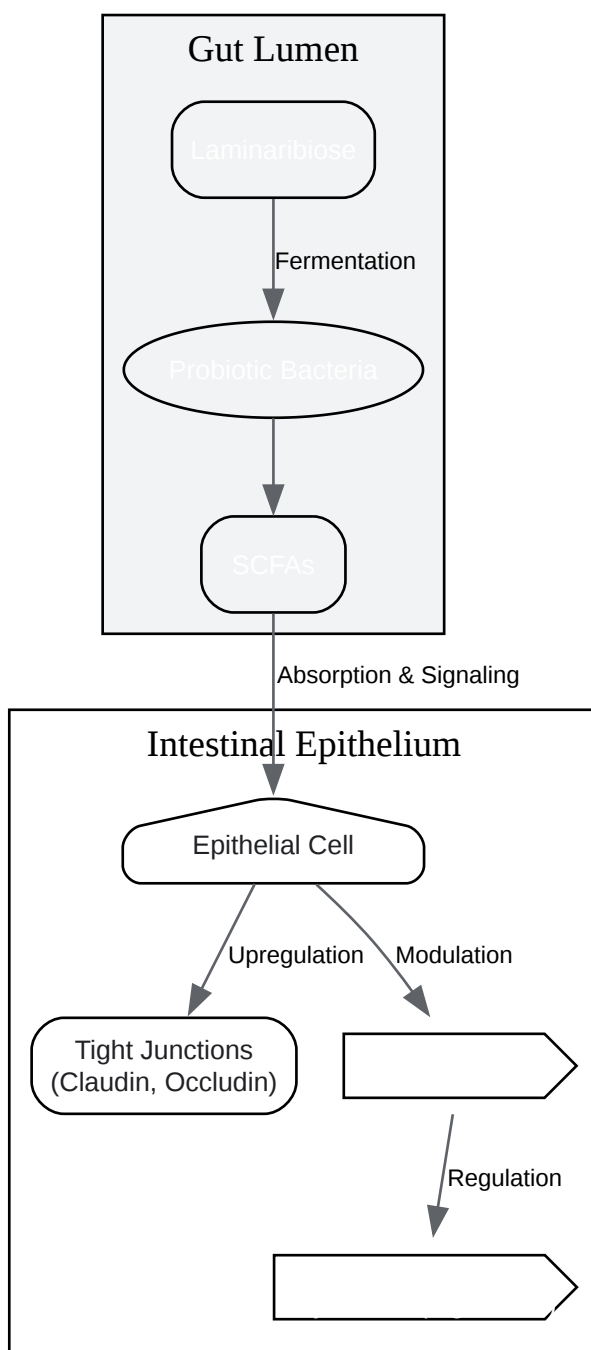 Gut Lumen
Laminaribiose
Fermentation
Probiotic Bacteria
SCFAs
Absorption & Signaling
Intestinal Epithelium
Epithelial Cell
Upregulation
Modulation
Tight Junctions
(Claudin, Occludin)
Regulation